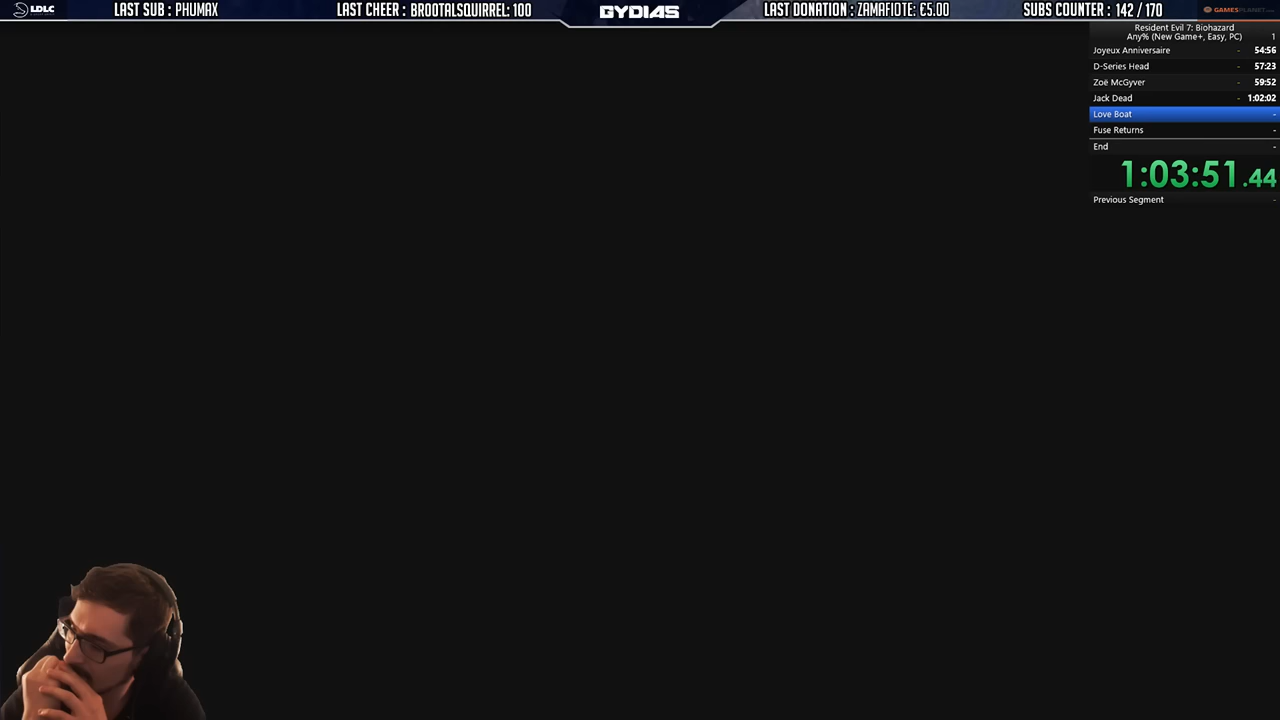 LDLC
LAST SUB : PHUMAX
LAST CHEER : BROOTALSQUIRREL: 100
GYDIAS
LAST DONATION : ZAMAFIOTE: €5.00
SUBS COUNTER : 142 / 170
GAMESPLANET
Resident Evil 7: Biohazard
Any% (New Game+, Easy, PC) 1
Joyeux Anniversaire - 54:56
D-Series Head - 57:23
Zoë McGyver - 59:52
Jack Dead - 1:02:02
Love Boat -
Fuse Returns -
End -
1:03:51.44
Previous Segment -